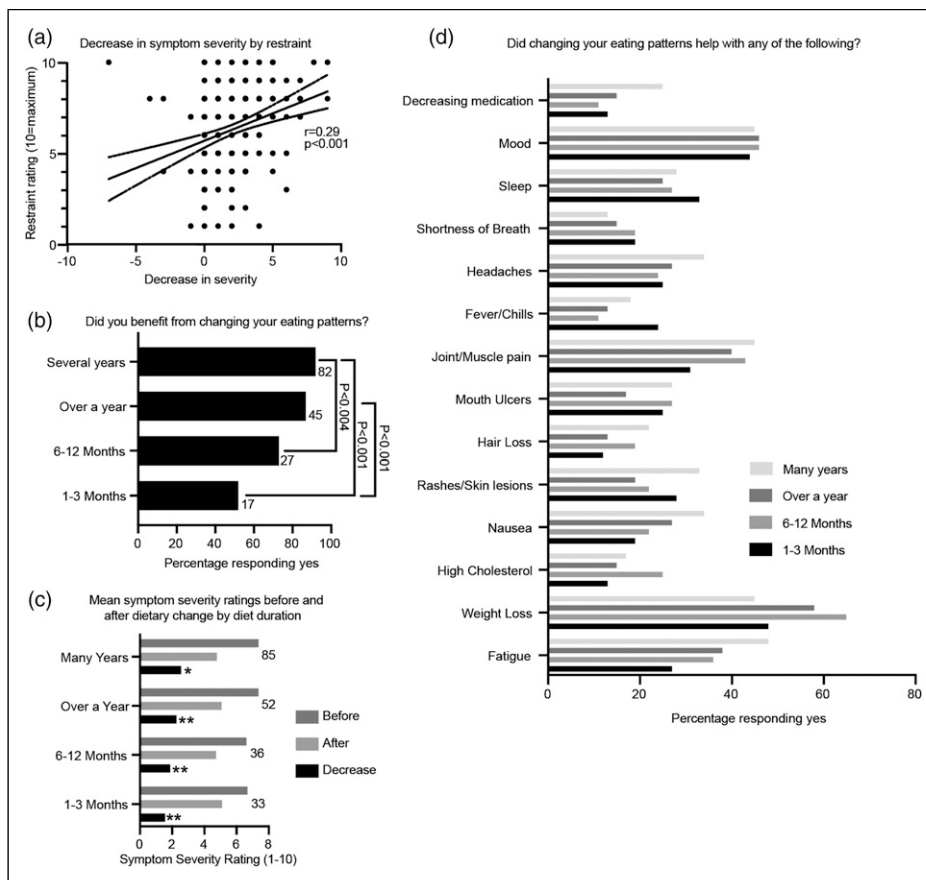 (a)
Decrease in symptom severity by restraint
Restraint rating (10=maximum)
10
5
0
r=0.29
p<0.001
-10
-5
0
5
10
Decrease in severity
(b)
Did you benefit from changing your eating patterns?
Several years
82
Over a year
45
6-12 Months
27
1-3 Months
17
P<0.004
P<0.001
P<0.001
0
20
40
60
80
100
Percentage responding yes
(c)
Mean symptom severity ratings before and
after dietary change by diet duration
Many Years
85
*
Over a Year
52
**
6-12 Months
36
**
1-3 Months
33
**
Before
After
Decrease
0
2
4
6
8
Symptom Severity Rating (1-10)
(d)
Did changing your eating patterns help with any of the following?
Decreasing medication
Mood
Sleep
Shortness of Breath
Headaches
Fever/Chills
Joint/Muscle pain
Mouth Ulcers
Hair Loss
Rashes/Skin lesions
Nausea
High Cholesterol
Weight Loss
Fatigue
Many years
Over a year
6-12 Months
1-3 Months
0
20
40
60
80
Percentage responding yes